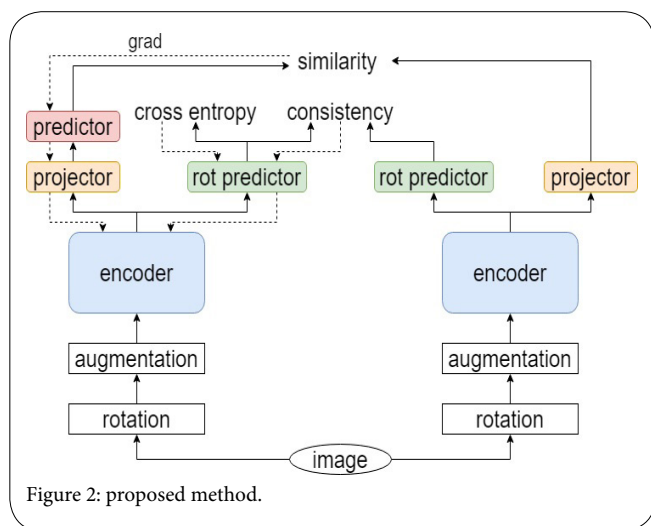 grad
similarity
cross entropy consistency
predictor
projector rot predictor rot predictor projector
encoder encoder
augmentation augmentation
rotation rotation
image
Figure 2: proposed method.